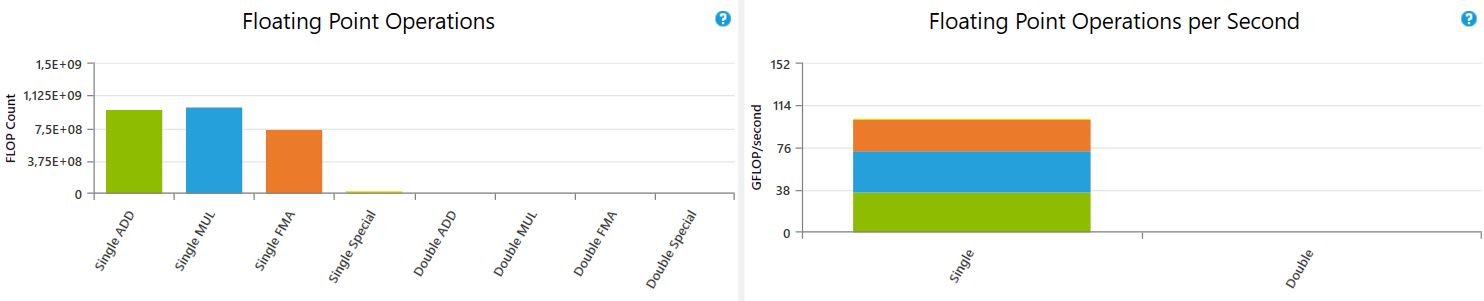 Floating Point Operations
?
FLOP Count
1,5E+09
1,125E+09
7,5E+08
3,75E+08
0
Single ADD
Single MUL
Single FMA
Single Special
Double ADD
Double MUL
Double FMA
Double Special
Floating Point Operations per Second
?
GFLOP/second
152
114
76
38
0
Single
Double